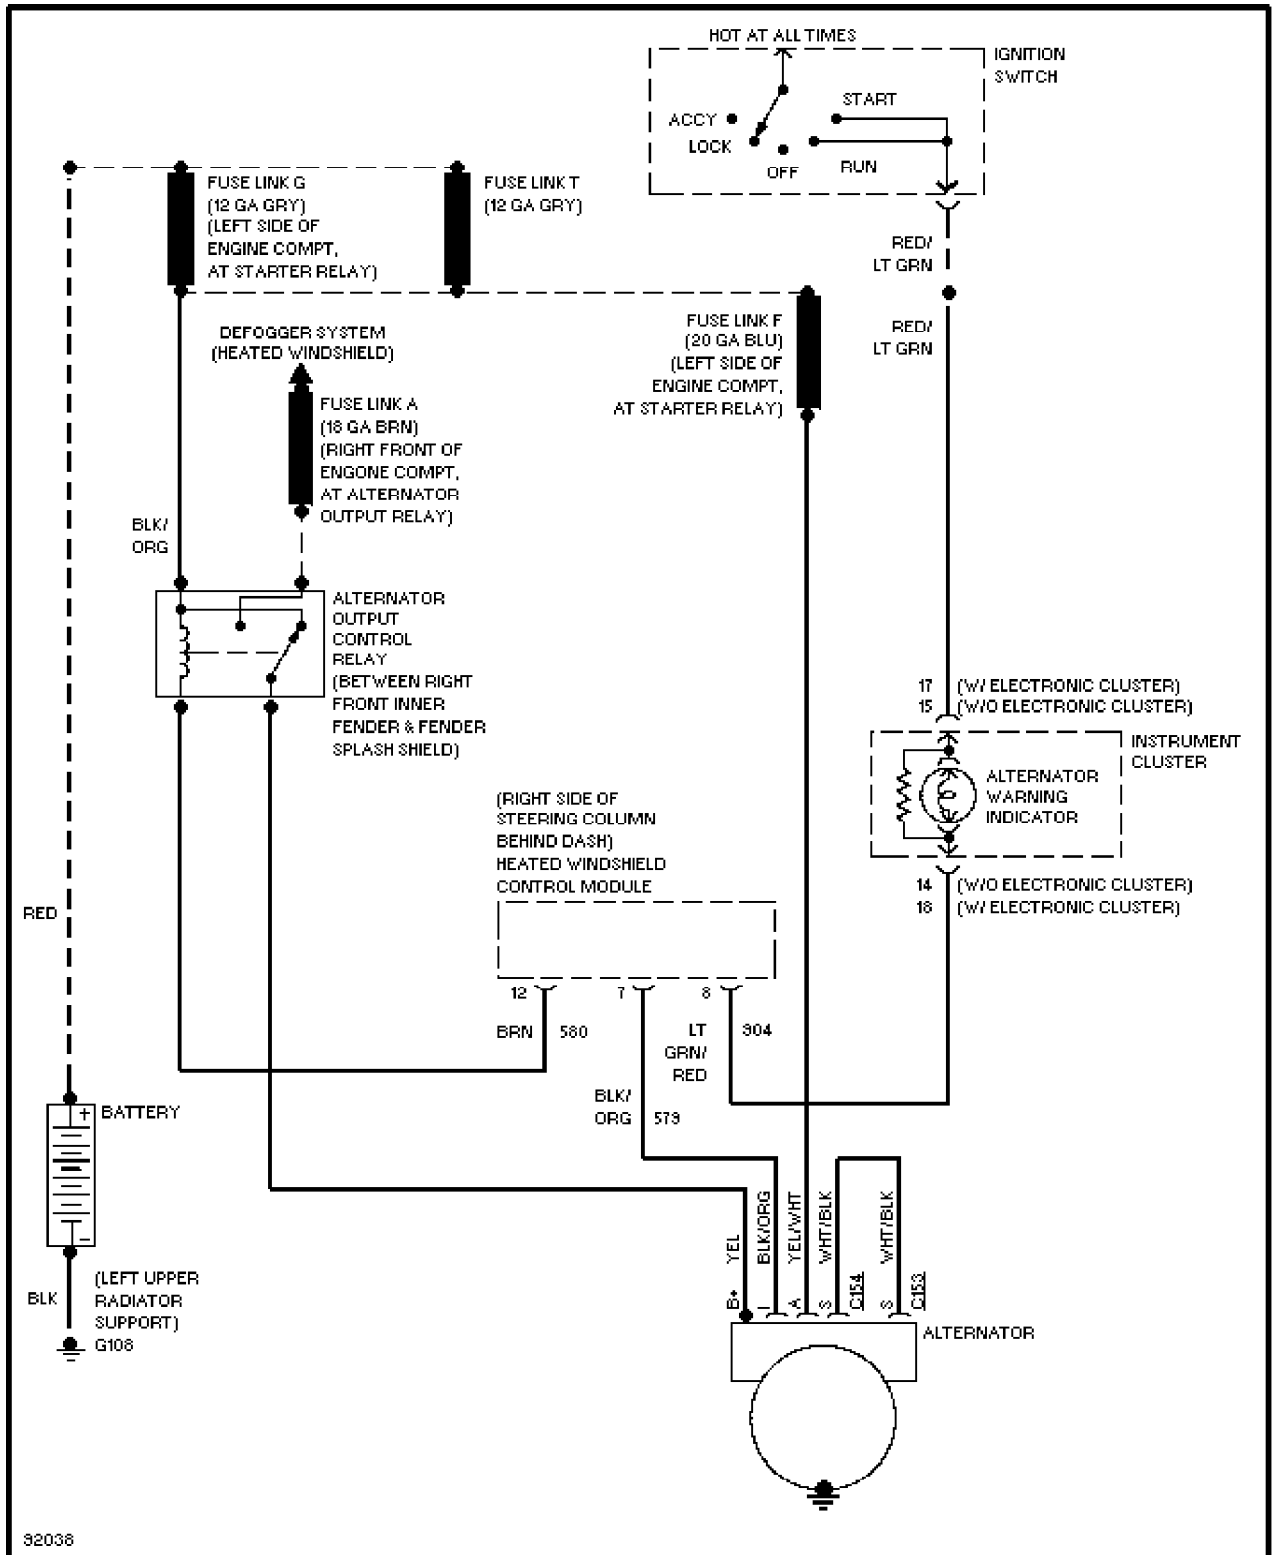 HOT AT ALL TIMES
IGNITION
SWITCH
START
ACCY
LOCK
OFF
RUN
FUSE LINK G
(12 GA GRY)
(LEFT SIDE OF
ENGINE COMPT,
AT STARTER RELAY)
FUSE LINK T
(12 GA GRY)
RED/
LT GRN
RED/
LT GRN
FUSE LINK F
(20 GA BLU)
(LEFT SIDE OF
ENGINE COMPT,
AT STARTER RELAY)
DEFOGGER SYSTEM
(HEATED WINDSHIELD)
FUSE LINK A
(18 GA BRN)
(RIGHT FRONT OF
ENGONE COMPT,
AT ALTERNATOR
OUTPUT RELAY)
BLK/
ORG
ALTERNATOR
OUTPUT
CONTROL
RELAY
(BETWEEN RIGHT
FRONT INNER
FENDER & FENDER
SPLASH SHIELD)
17 (W/ ELECTRONIC CLUSTER)
15 (W/O ELECTRONIC CLUSTER)
INSTRUMENT
CLUSTER
ALTERNATOR
WARNING
INDICATOR
14 (W/O ELECTRONIC CLUSTER)
18 (W/ ELECTRONIC CLUSTER)
(RIGHT SIDE OF
STEERING COLUMN
BEHIND DASH)
HEATED WINDSHIELD
CONTROL MODULE
RED
12 7 8
BRN 580
LT 904
GRN/
RED
BLK/
ORG 579
+ BATTERY
-
BLK
(LEFT UPPER
RADIATOR
SUPPORT)
G108
YEL
BLK/ORG
YEL/WHT
WHT/BLK
WHT/BLK
B+
I
A
S
C154
S
C153
ALTERNATOR
92038